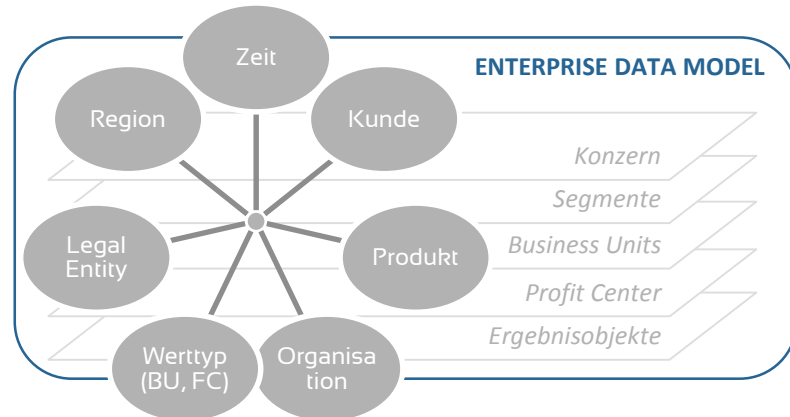 Zeit
ENTERPRISE DATA MODEL
Region
Kunde
Konzern
Segmente
Legal
Entity
Produkt
Business Units
Profit Center
Ergebnisobjekte
Werttyp
(BU, FC)
Organisa
tion